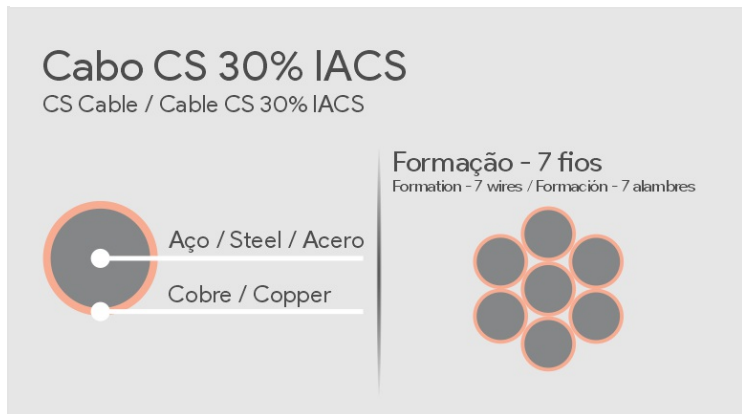 Cabo CS 30% IACS
CS Cable / Cable CS 30% IACS
Aço / Steel / Acero
Cobre / Copper
Formação - 7 fios
Formation - 7 wires / Formación - 7 alambres